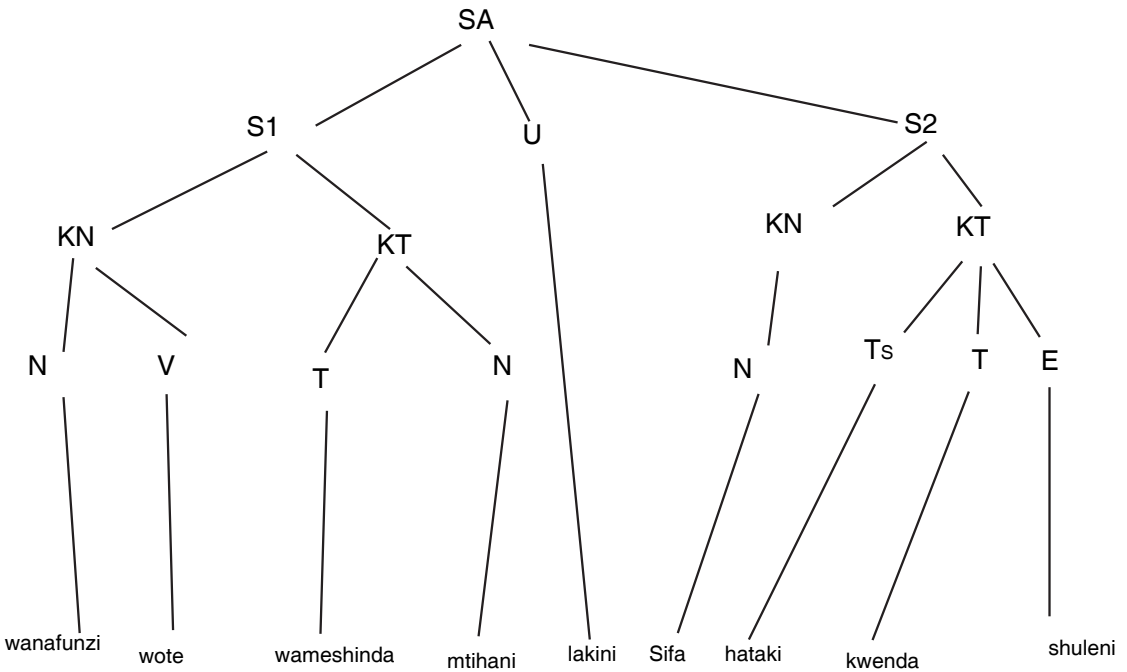 SA
S1 U S2
KN KT KN KT
N V T N N Ts T E
wanafunzi wote wameshinda mtihani lakini Sifa hataki kwenda shuleni